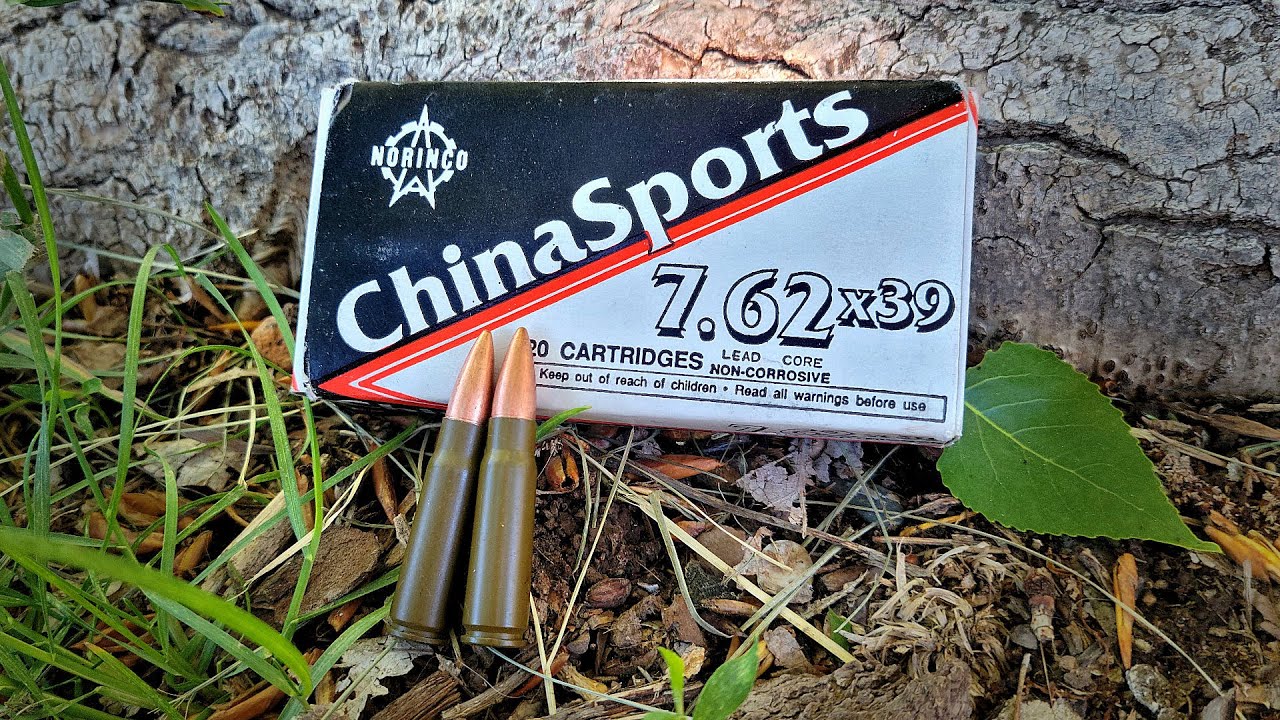 NORINCO
ChinaSports
7.62x39
20 CARTRIDGES
LEAD CORE
NON-CORROSIVE
Keep out of reach of children • Read all warnings before use